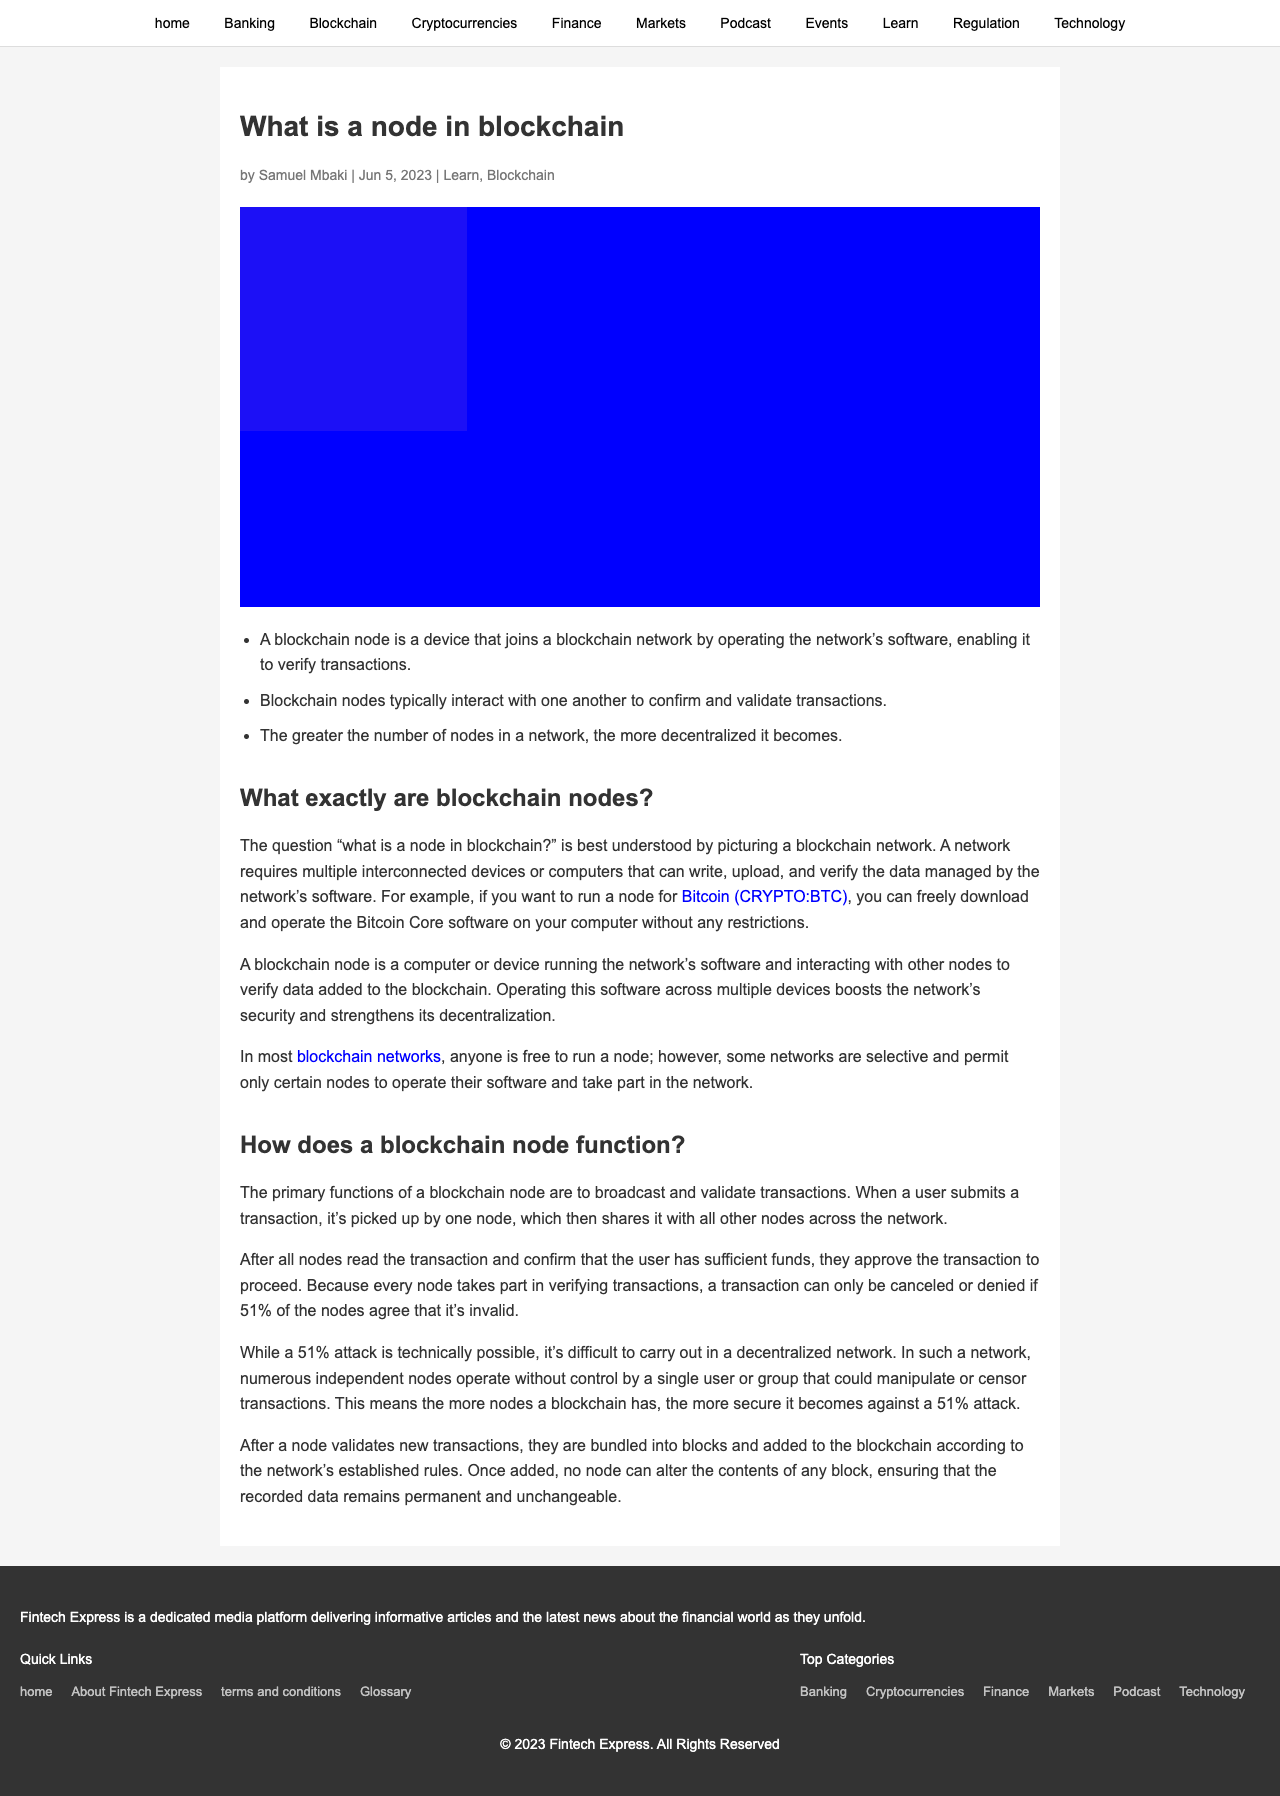 home Banking Blockchain Cryptocurrencies Finance Markets Podcast Events Learn Regulation Technology
What is a node in blockchain
by Samuel Mbaki | Jun 5, 2023 | Learn, Blockchain
• A blockchain node is a device that joins a blockchain network by operating the network’s software, enabling it
to verify transactions.
• Blockchain nodes typically interact with one another to confirm and validate transactions.
• The greater the number of nodes in a network, the more decentralized it becomes.
What exactly are blockchain nodes?
The question “what is a node in blockchain?” is best understood by picturing a blockchain network. A network
requires multiple interconnected devices or computers that can write, upload, and verify the data managed by the
network’s software. For example, if you want to run a node for Bitcoin (CRYPTO:BTC), you can freely download
and operate the Bitcoin Core software on your computer without any restrictions.
A blockchain node is a computer or device running the network’s software and interacting with other nodes to
verify data added to the blockchain. Operating this software across multiple devices boosts the network’s
security and strengthens its decentralization.
In most blockchain networks, anyone is free to run a node; however, some networks are selective and permit
only certain nodes to operate their software and take part in the network.
How does a blockchain node function?
The primary functions of a blockchain node are to broadcast and validate transactions. When a user submits a
transaction, it’s picked up by one node, which then shares it with all other nodes across the network.
After all nodes read the transaction and confirm that the user has sufficient funds, they approve the transaction to
proceed. Because every node takes part in verifying transactions, a transaction can only be canceled or denied if
51% of the nodes agree that it’s invalid.
While a 51% attack is technically possible, it’s difficult to carry out in a decentralized network. In such a network,
numerous independent nodes operate without control by a single user or group that could manipulate or censor
transactions. This means the more nodes a blockchain has, the more secure it becomes against a 51% attack.
After a node validates new transactions, they are bundled into blocks and added to the blockchain according to
the network’s established rules. Once added, no node can alter the contents of any block, ensuring that the
recorded data remains permanent and unchangeable.
Fintech Express is a dedicated media platform delivering informative articles and the latest news about the financial world as they unfold.
Quick Links
home About Fintech Express terms and conditions Glossary
Top Categories
Banking Cryptocurrencies Finance Markets Podcast Technology
© 2023 Fintech Express. All Rights Reserved